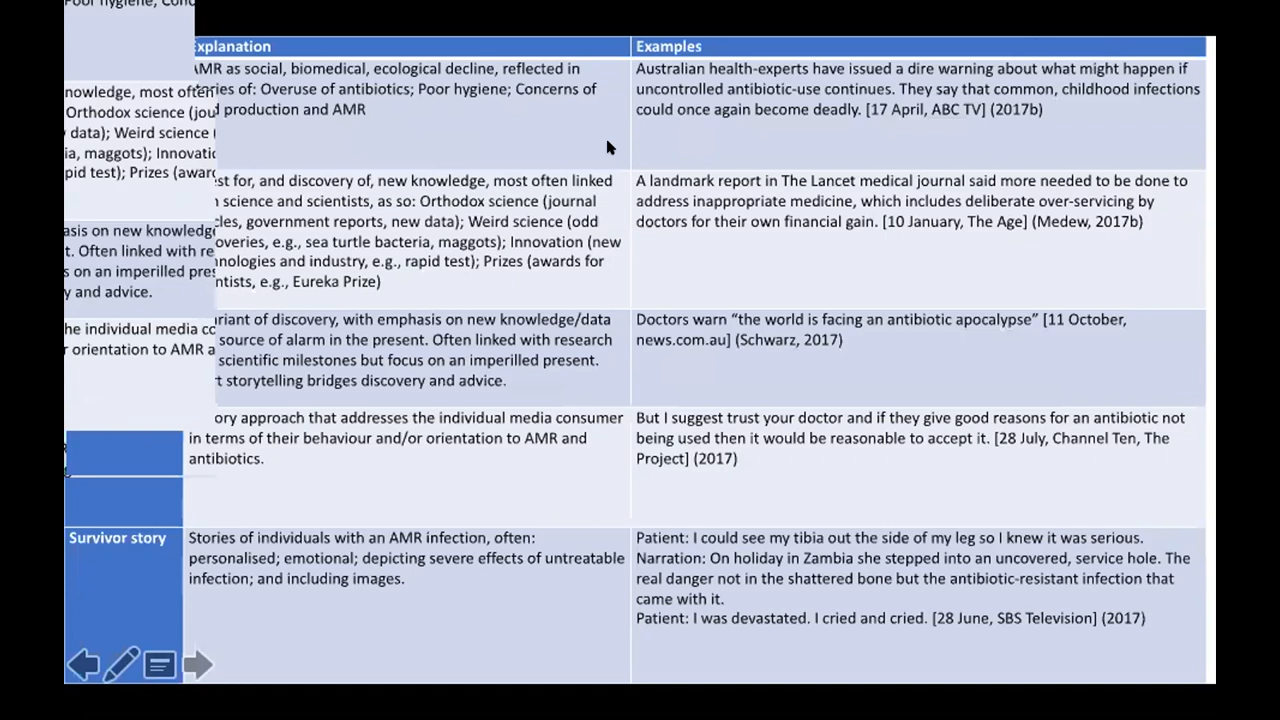 Poor hygiene;
Explanation
Examples
AMR as social, biomedical, ecological decline, reflected in
of: Overuse of antibiotics; Poor hygiene; Concerns of
production and AMR
Australian health-experts have issued a dire warning about what might happen if
uncontrolled antibiotic-use continues. They say that common, childhood infections
could once again become deadly. [17 April, ABC TV] (2017b)
nowledge, most often
Orthodox science (jou
data); Weird science
ia, maggots); Innovatio
pid test); Prizes (award
st for, and discovery of, new knowledge, most often linked
science and scientists, as so: Orthodox science (journal
cles, government reports, new data); Weird science (odd
overies, e.g., sea turtle bacteria, maggots); Innovation (new
nologies and industry, e.g., rapid test); Prizes (awards for
ntists, e.g., Eureka Prize)
A landmark report in The Lancet medical journal said more needed to be done to
address inappropriate medicine, which includes deliberate over-servicing by
doctors for their own financial gain. [10 January, The Age] (Medew, 2017b)
asis on new knowledge
t. Often linked with re
s on an imperilled pres
y and advice.
riant of discovery, with emphasis on new knowledge/data
source of alarm in the present. Often linked with research
scientific milestones but focus on an imperilled present.
t storytelling bridges discovery and advice.
Doctors warn “the world is facing an antibiotic apocalypse” [11 October,
news.com.au] (Schwarz, 2017)
he individual media co
r orientation to AMR a
ory approach that addresses the individual media consumer
in terms of their behaviour and/or orientation to AMR and
antibiotics.
But I suggest trust your doctor and if they give good reasons for an antibiotic not
being used then it would be reasonable to accept it. [28 July, Channel Ten, The
Project] (2017)
Survivor story
Stories of individuals with an AMR infection, often:
personalised; emotional; depicting severe effects of untreatable
infection; and including images.
Patient: I could see my tibia out the side of my leg so I knew it was serious.
Narration: On holiday in Zambia she stepped into an uncovered, service hole. The
real danger not in the shattered bone but the antibiotic-resistant infection that
came with it.
Patient: I was devastated. I cried and cried. [28 June, SBS Television] (2017)